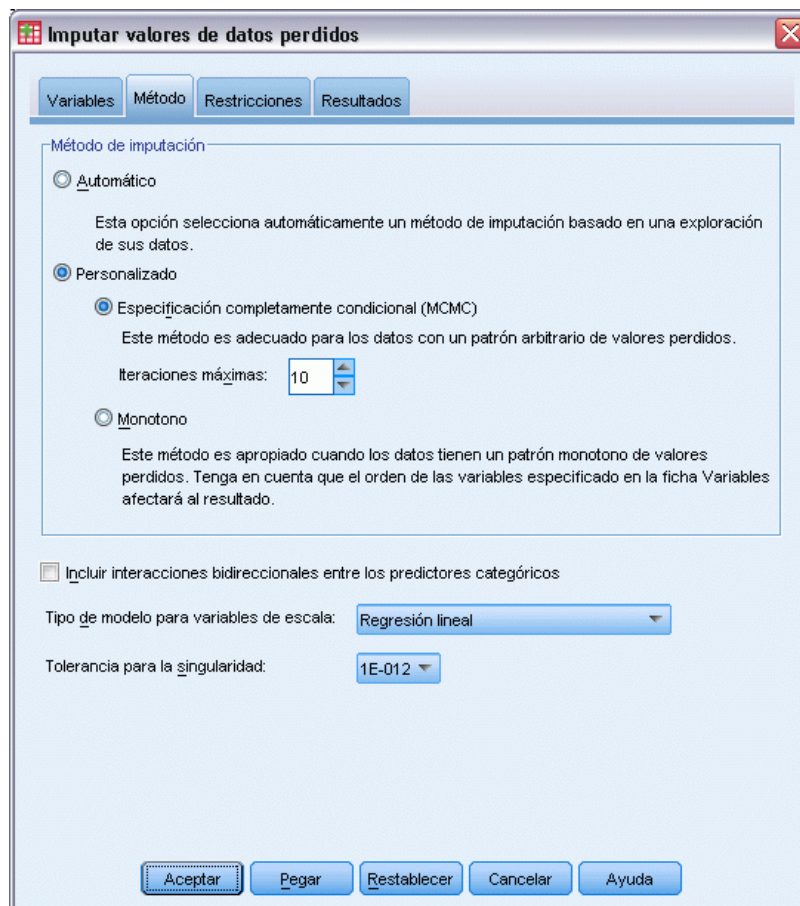 Imputar valores de datos perdidos
Variables Método Restricciones Resultados
Método de imputación
Automático
Esta opción selecciona automáticamente un método de imputación basado en una exploración
de sus datos.
Personalizado
Especificación completamente condicional (MCMC)
Este método es adecuado para los datos con un patrón arbitrario de valores perdidos.
Iteraciones máximas: 10
Monotono
Este método es apropiado cuando los datos tienen un patrón monotono de valores
perdidos. Tenga en cuenta que el orden de las variables especificado en la ficha Variables
afectará al resultado.
Incluir interacciones bidireccionales entre los predictores categóricos
Tipo de modelo para variables de escala: Regresión lineal
Tolerancia para la singularidad: 1E-012
Aceptar Pegar Restablecer Cancelar Ayuda